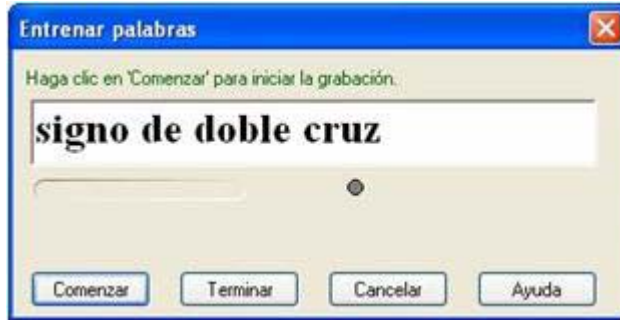 Entrenar palabras
Haga clic en 'Comenzar' para iniciar la grabación.
signo de doble cruz
Comenzar Terminar Cancelar Ayuda